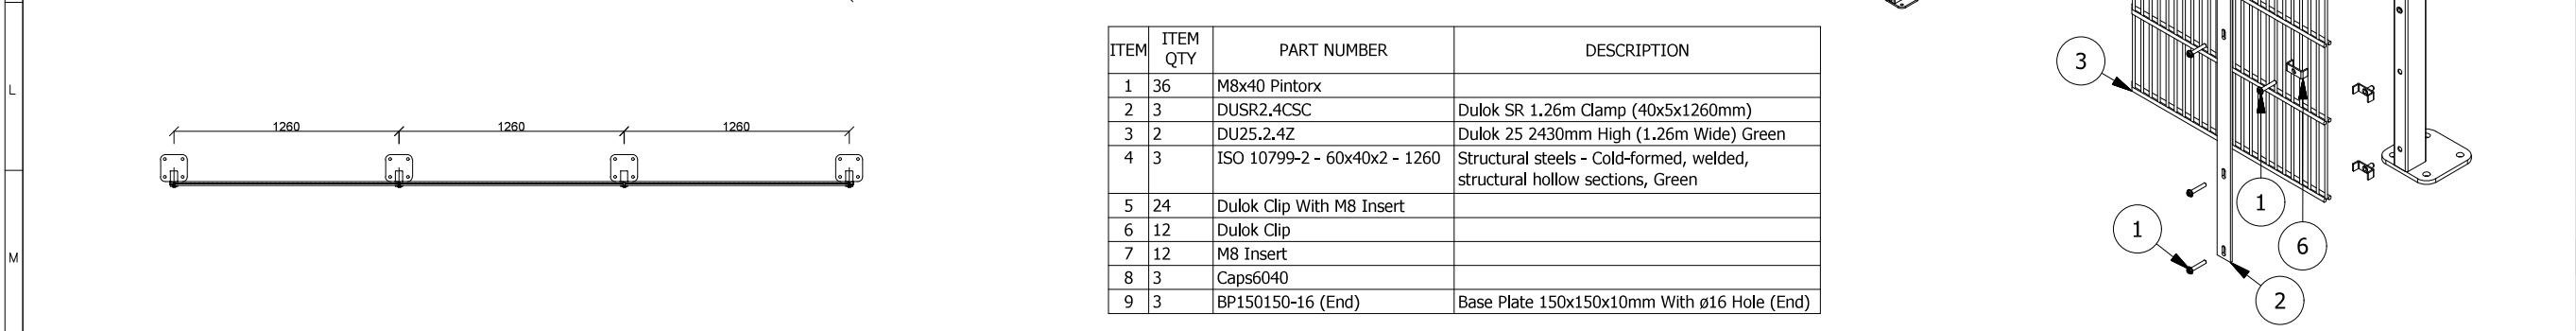 L
M
1260 1260 1260
ITEM ITEM QTY PART NUMBER DESCRIPTION
1 36 M8x40 Pintorx
2 3 DUSR2.4CSC Dulok SR 1.26m Clamp (40x5x1260mm)
3 2 DU25.2.4Z Dulok 25 2430mm High (1.26m Wide) Green
4 3 ISO 10799-2 - 60x40x2 - 1260 Structural steels - Cold-formed, welded,
structural hollow sections, Green
5 24 Dulok Clip With M8 Insert
6 12 Dulok Clip
7 12 M8 Insert
8 3 Caps6040
9 3 BP150150-16 (End) Base Plate 150x150x10mm With ø16 Hole (End)
3
1
1
6
2